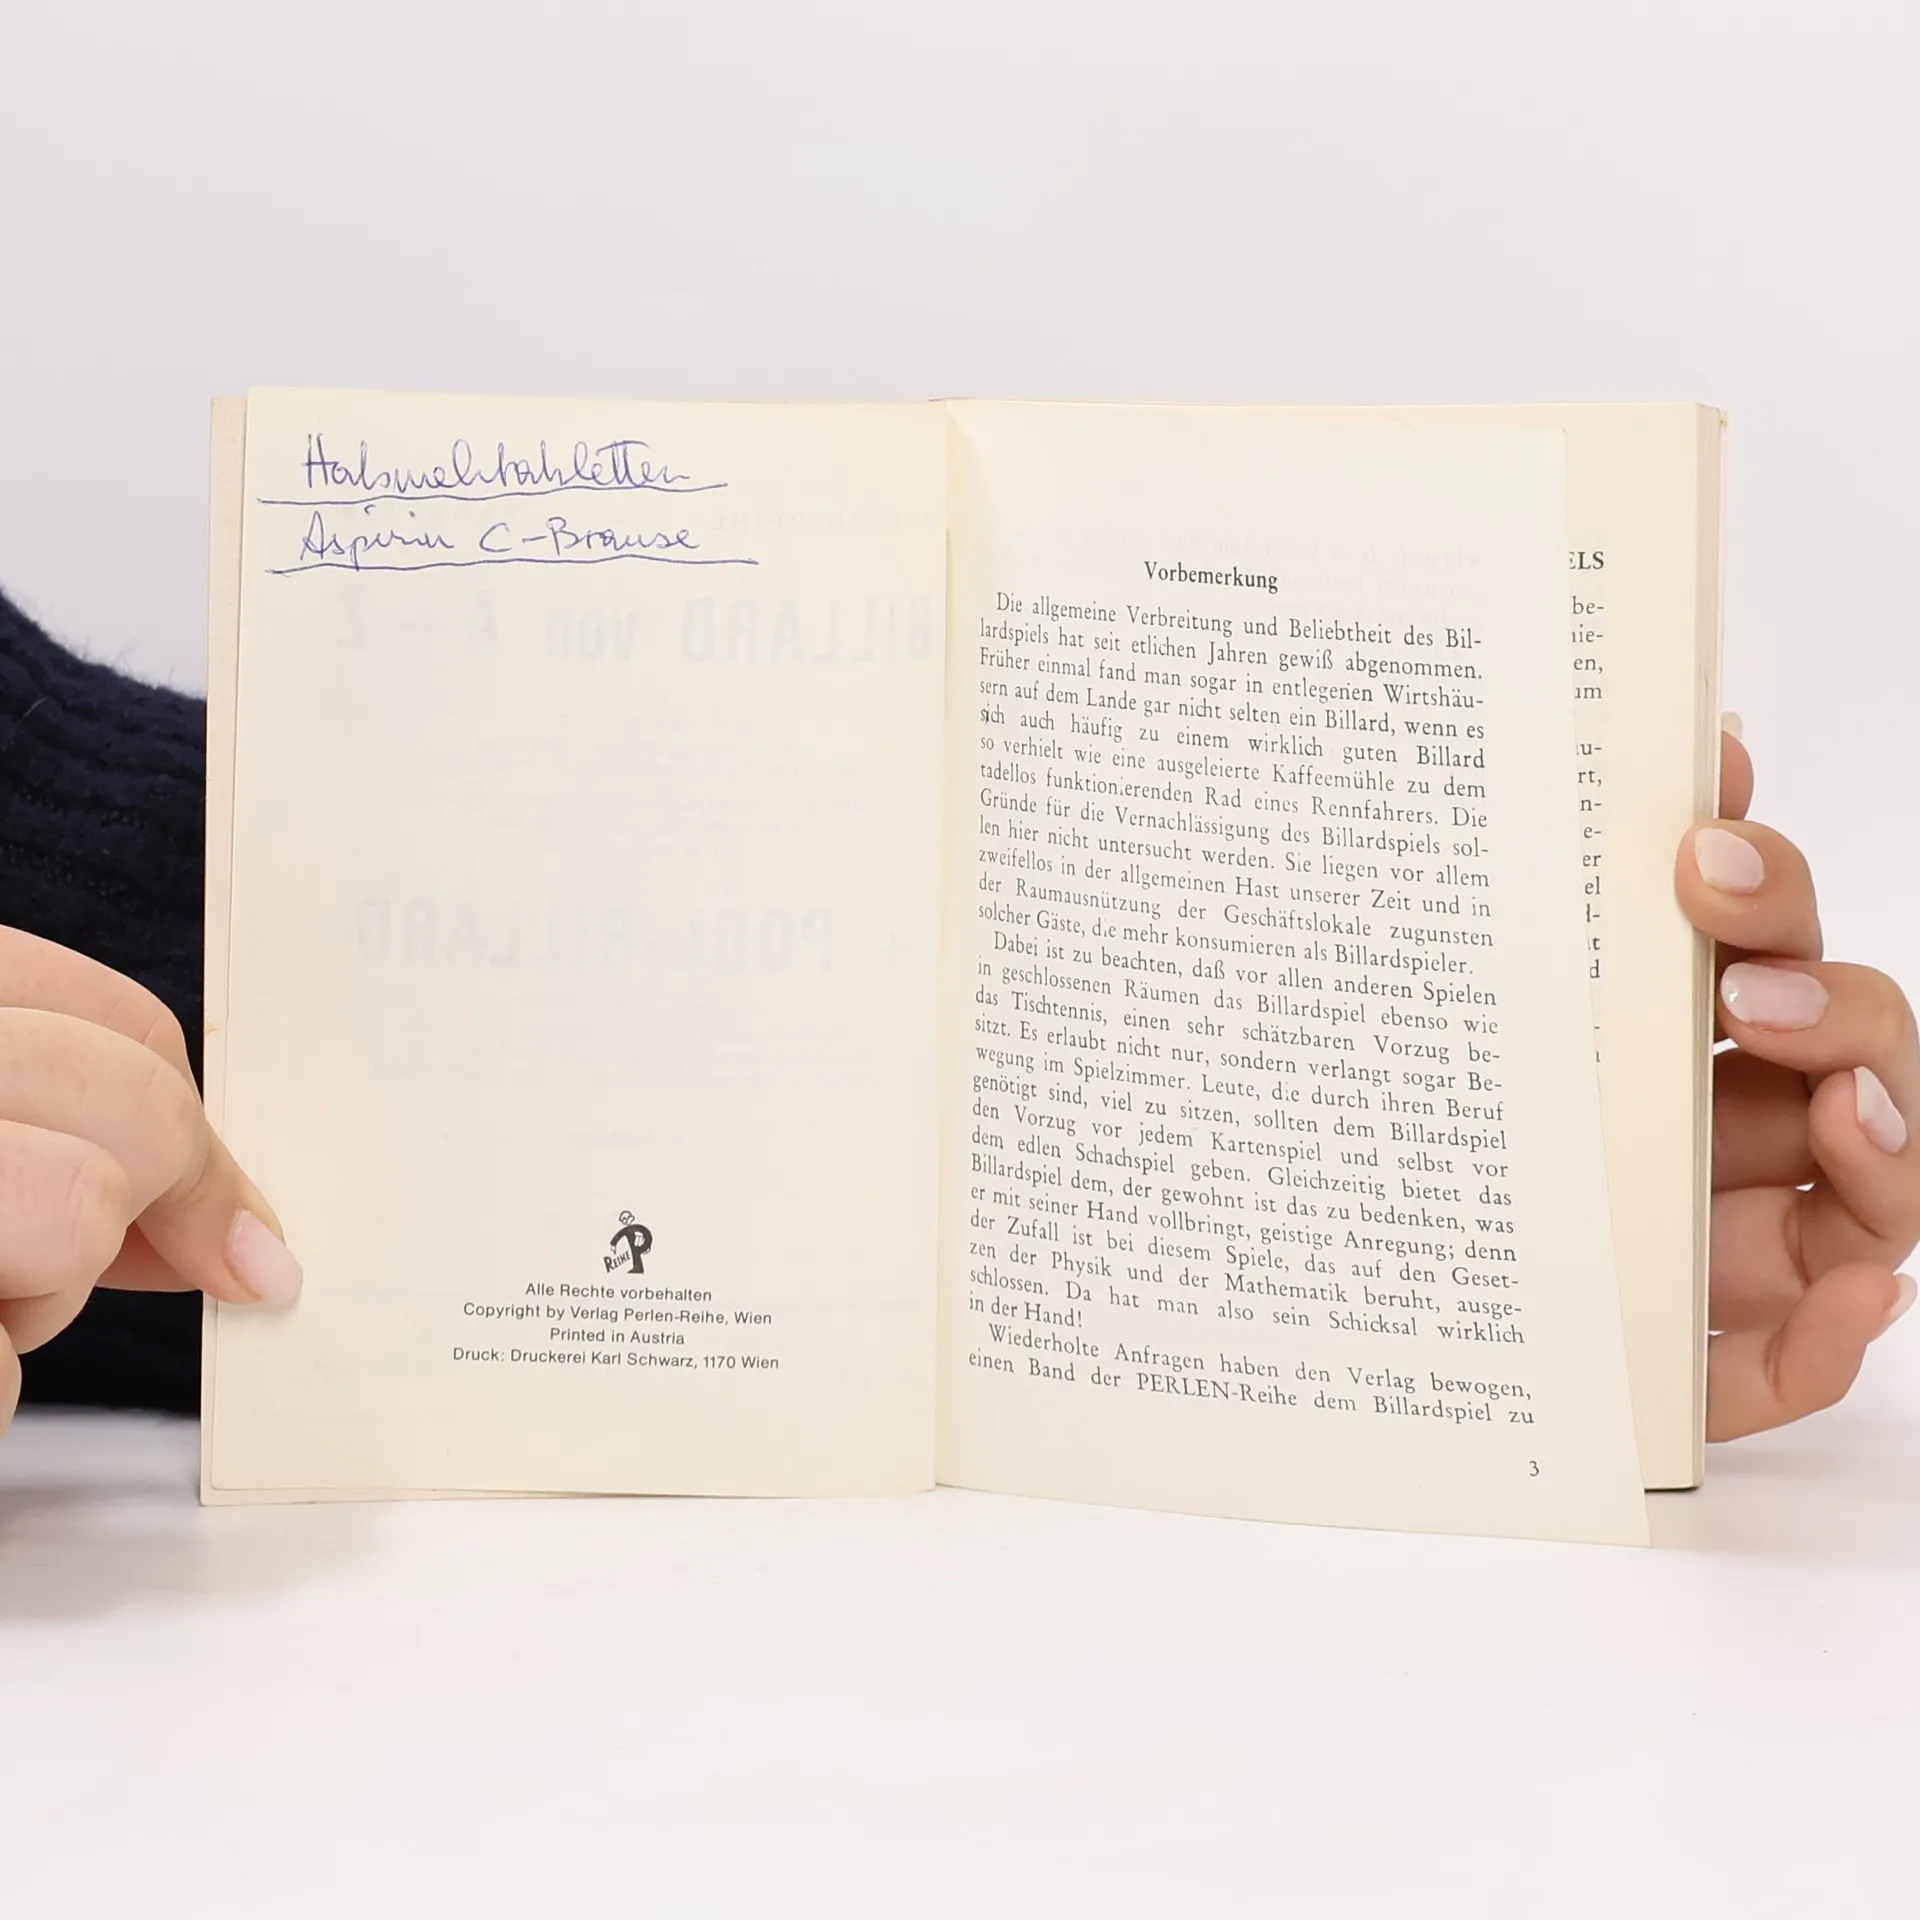 Halswehtabletten
Aspirin C-Brause
REIHE P
Alle Rechte vorbehalten
Copyright by Verlag Perlen-Reihe, Wien
Printed in Austria
Druck: Druckerei Karl Schwarz, 1170 Wien
Vorbemerkung
Die allgemeine Verbreitung und Beliebtheit des Bil-
lardspiels hat seit etlichen Jahren gewiß abgenommen.
Früher einmal fand man sogar in entlegenen Wirtshäu-
sern auf dem Lande gar nicht selten ein Billard, wenn es
sich auch häufig zu einem wirklich guten Billard
so verhielt wie eine ausgeleierte Kaffeemühle zu dem
tadellos funktionierenden Rad eines Rennfahrers. Die
Gründe für die Vernachlässigung des Billardspiels sol-
len hier nicht untersucht werden. Sie liegen vor allem
zweifellos in der allgemeinen Hast unserer Zeit und in
der Raumausnützung der Geschäftslokale zugunsten
solcher Gäste, die mehr konsumieren als Billardspieler.
Dabei ist zu beachten, daß vor allen anderen Spielen
in geschlossenen Räumen das Billardspiel ebenso wie
das Tischtennis, einen sehr schätzbaren Vorzug be-
sitzt. Es erlaubt nicht nur, sondern verlangt sogar Be-
wegung im Spielzimmer. Leute, die durch ihren Beruf
genötigt sind, viel zu sitzen, sollten dem Billardspiel
den Vorzug vor jedem Kartenspiel und selbst vor
dem edlen Schachspiel geben. Gleichzeitig bietet das
Billardspiel dem, der gewohnt ist das zu bedenken, was
er mit seiner Hand vollbringt, geistige Anregung; denn
der Zufall ist bei diesem Spiele, das auf den Geset-
zen der Physik und der Mathematik beruht, ausge-
schlossen. Da hat man also sein Schicksal wirklich
in der Hand!
Wiederholte Anfragen haben den Verlag bewogen,
einen Band der PERLEN-Reihe dem Billardspiel zu
3
ELS
be-
nie-
en,
um
u-
rt,
n-
e-
er
el
l-
t
d
-